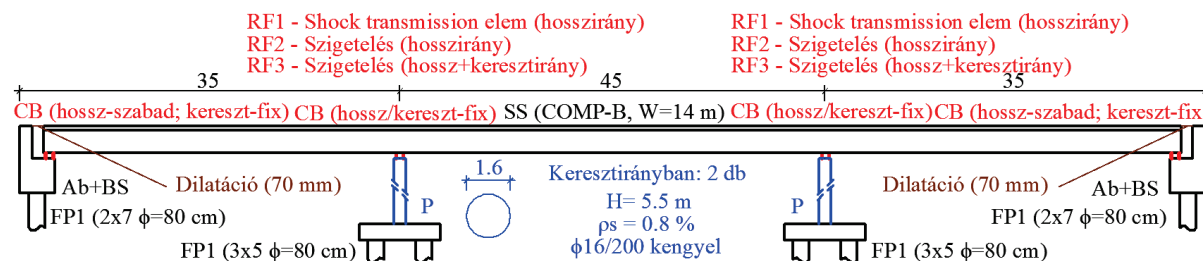 RF1 - Shock transmission elem (hosszirány)
RF2 - Szigetelés (hosszirány)
RF3 - Szigetelés (hossz+keresztirány)
RF1 - Shock transmission elem (hosszirány)
RF2 - Szigetelés (hosszirány)
RF3 - Szigetelés (hossz+keresztirány)
35
45
35
CB (hossz-szabad; kereszt-fix)
CB (hossz/kereszt-fix)
SS (COMP-B, W=14 m)
CB (hossz/kereszt-fix)
CB (hossz-szabad; kereszt-fix)
Ab+BS
Dilatáció (70 mm)
FP1 (2x7 ϕ=80 cm)
P
FP1 (3x5 ϕ=80 cm)
1.6
Keresztirányban: 2 db
H= 5.5 m
ρs = 0.8 %
ϕ16/200 kengyel
P
Dilatáció (70 mm)
Ab+BS
FP1 (2x7 ϕ=80 cm)
FP1 (3x5 ϕ=80 cm)